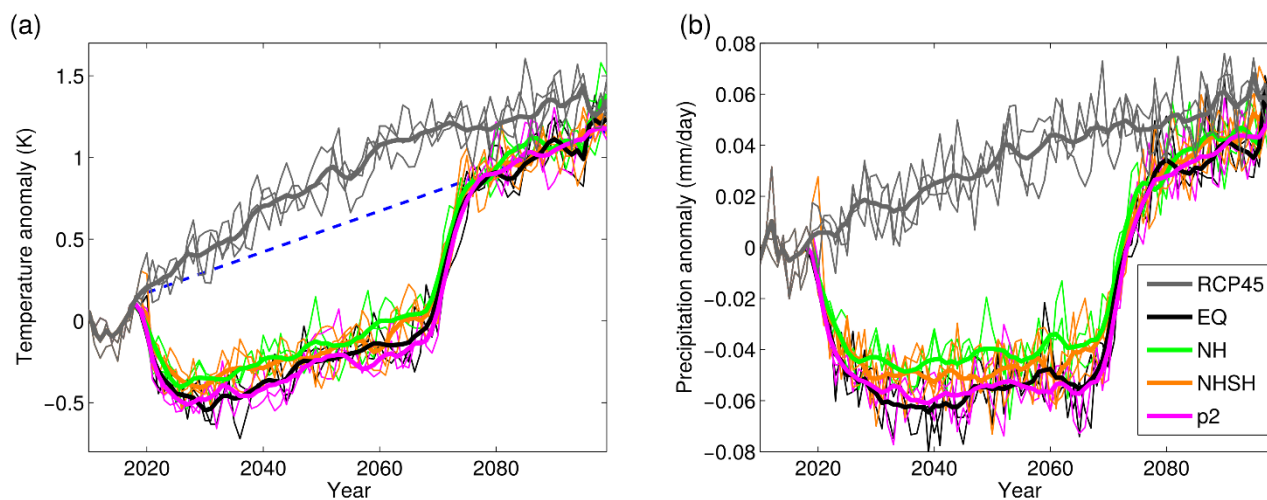 (a)
Temperature anomaly (K)
1.5
1
0.5
0
−0.5
2020 2040 2060 2080
Year
(b)
Precipitation anomaly (mm/day)
0.08
0.06
0.04
0.02
0
−0.02
−0.04
−0.06
−0.08
2020 2040 2060 2080
Year
RCP45
EQ
NH
NHSH
p2